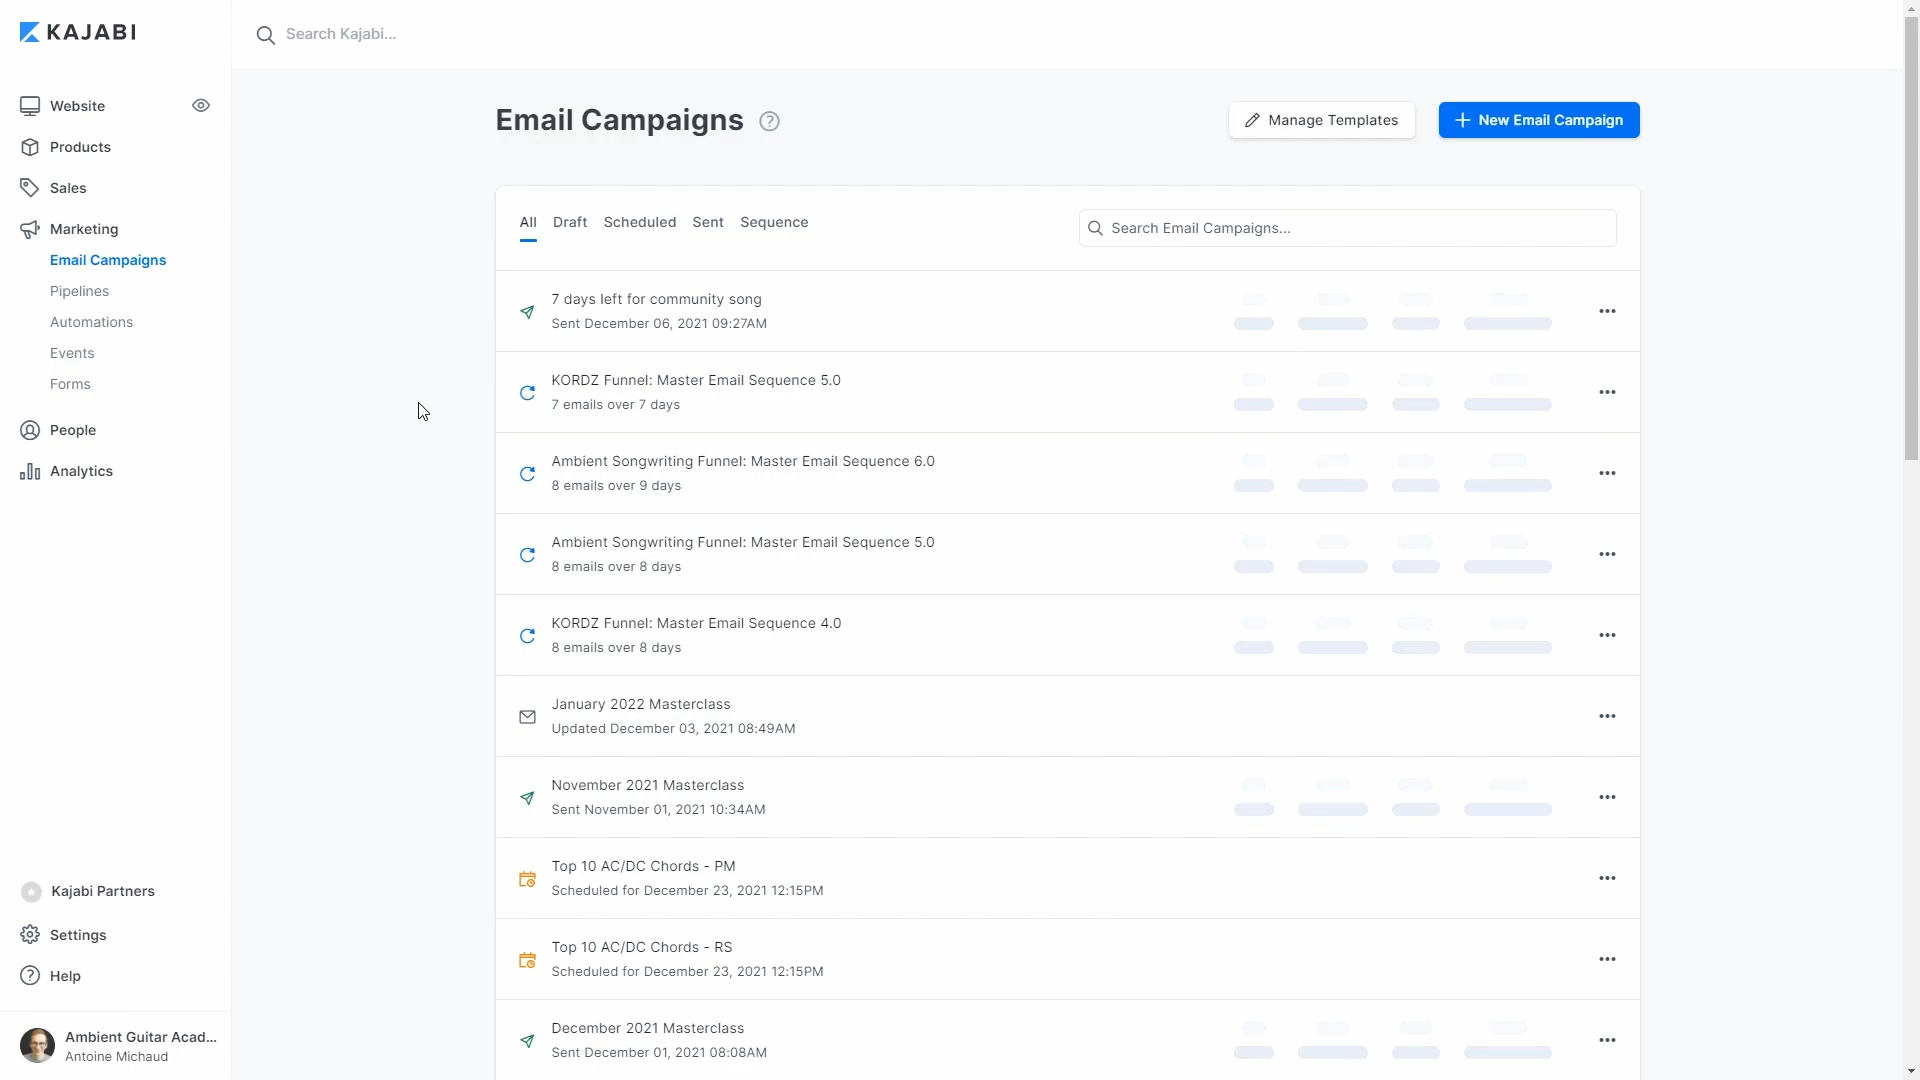 KAJABI
Search Kajabi...
Website
Products
Sales
Marketing
Email Campaigns
Pipelines
Automations
Events
Forms
People
Analytics
Kajabi Partners
Settings
Help
Ambient Guitar Acad...
Antoine Michaud
Email Campaigns
Manage Templates
New Email Campaign
All Draft Scheduled Sent Sequence
Search Email Campaigns...
7 days left for community song
Sent December 06, 2021 09:27AM
KORDZ Funnel: Master Email Sequence 5.0
7 emails over 7 days
Ambient Songwriting Funnel: Master Email Sequence 6.0
8 emails over 9 days
Ambient Songwriting Funnel: Master Email Sequence 5.0
8 emails over 8 days
KORDZ Funnel: Master Email Sequence 4.0
8 emails over 8 days
January 2022 Masterclass
Updated December 03, 2021 08:49AM
November 2021 Masterclass
Sent November 01, 2021 10:34AM
Top 10 AC/DC Chords - PM
Scheduled for December 23, 2021 12:15PM
Top 10 AC/DC Chords - RS
Scheduled for December 23, 2021 12:15PM
December 2021 Masterclass
Sent December 01, 2021 08:08AM